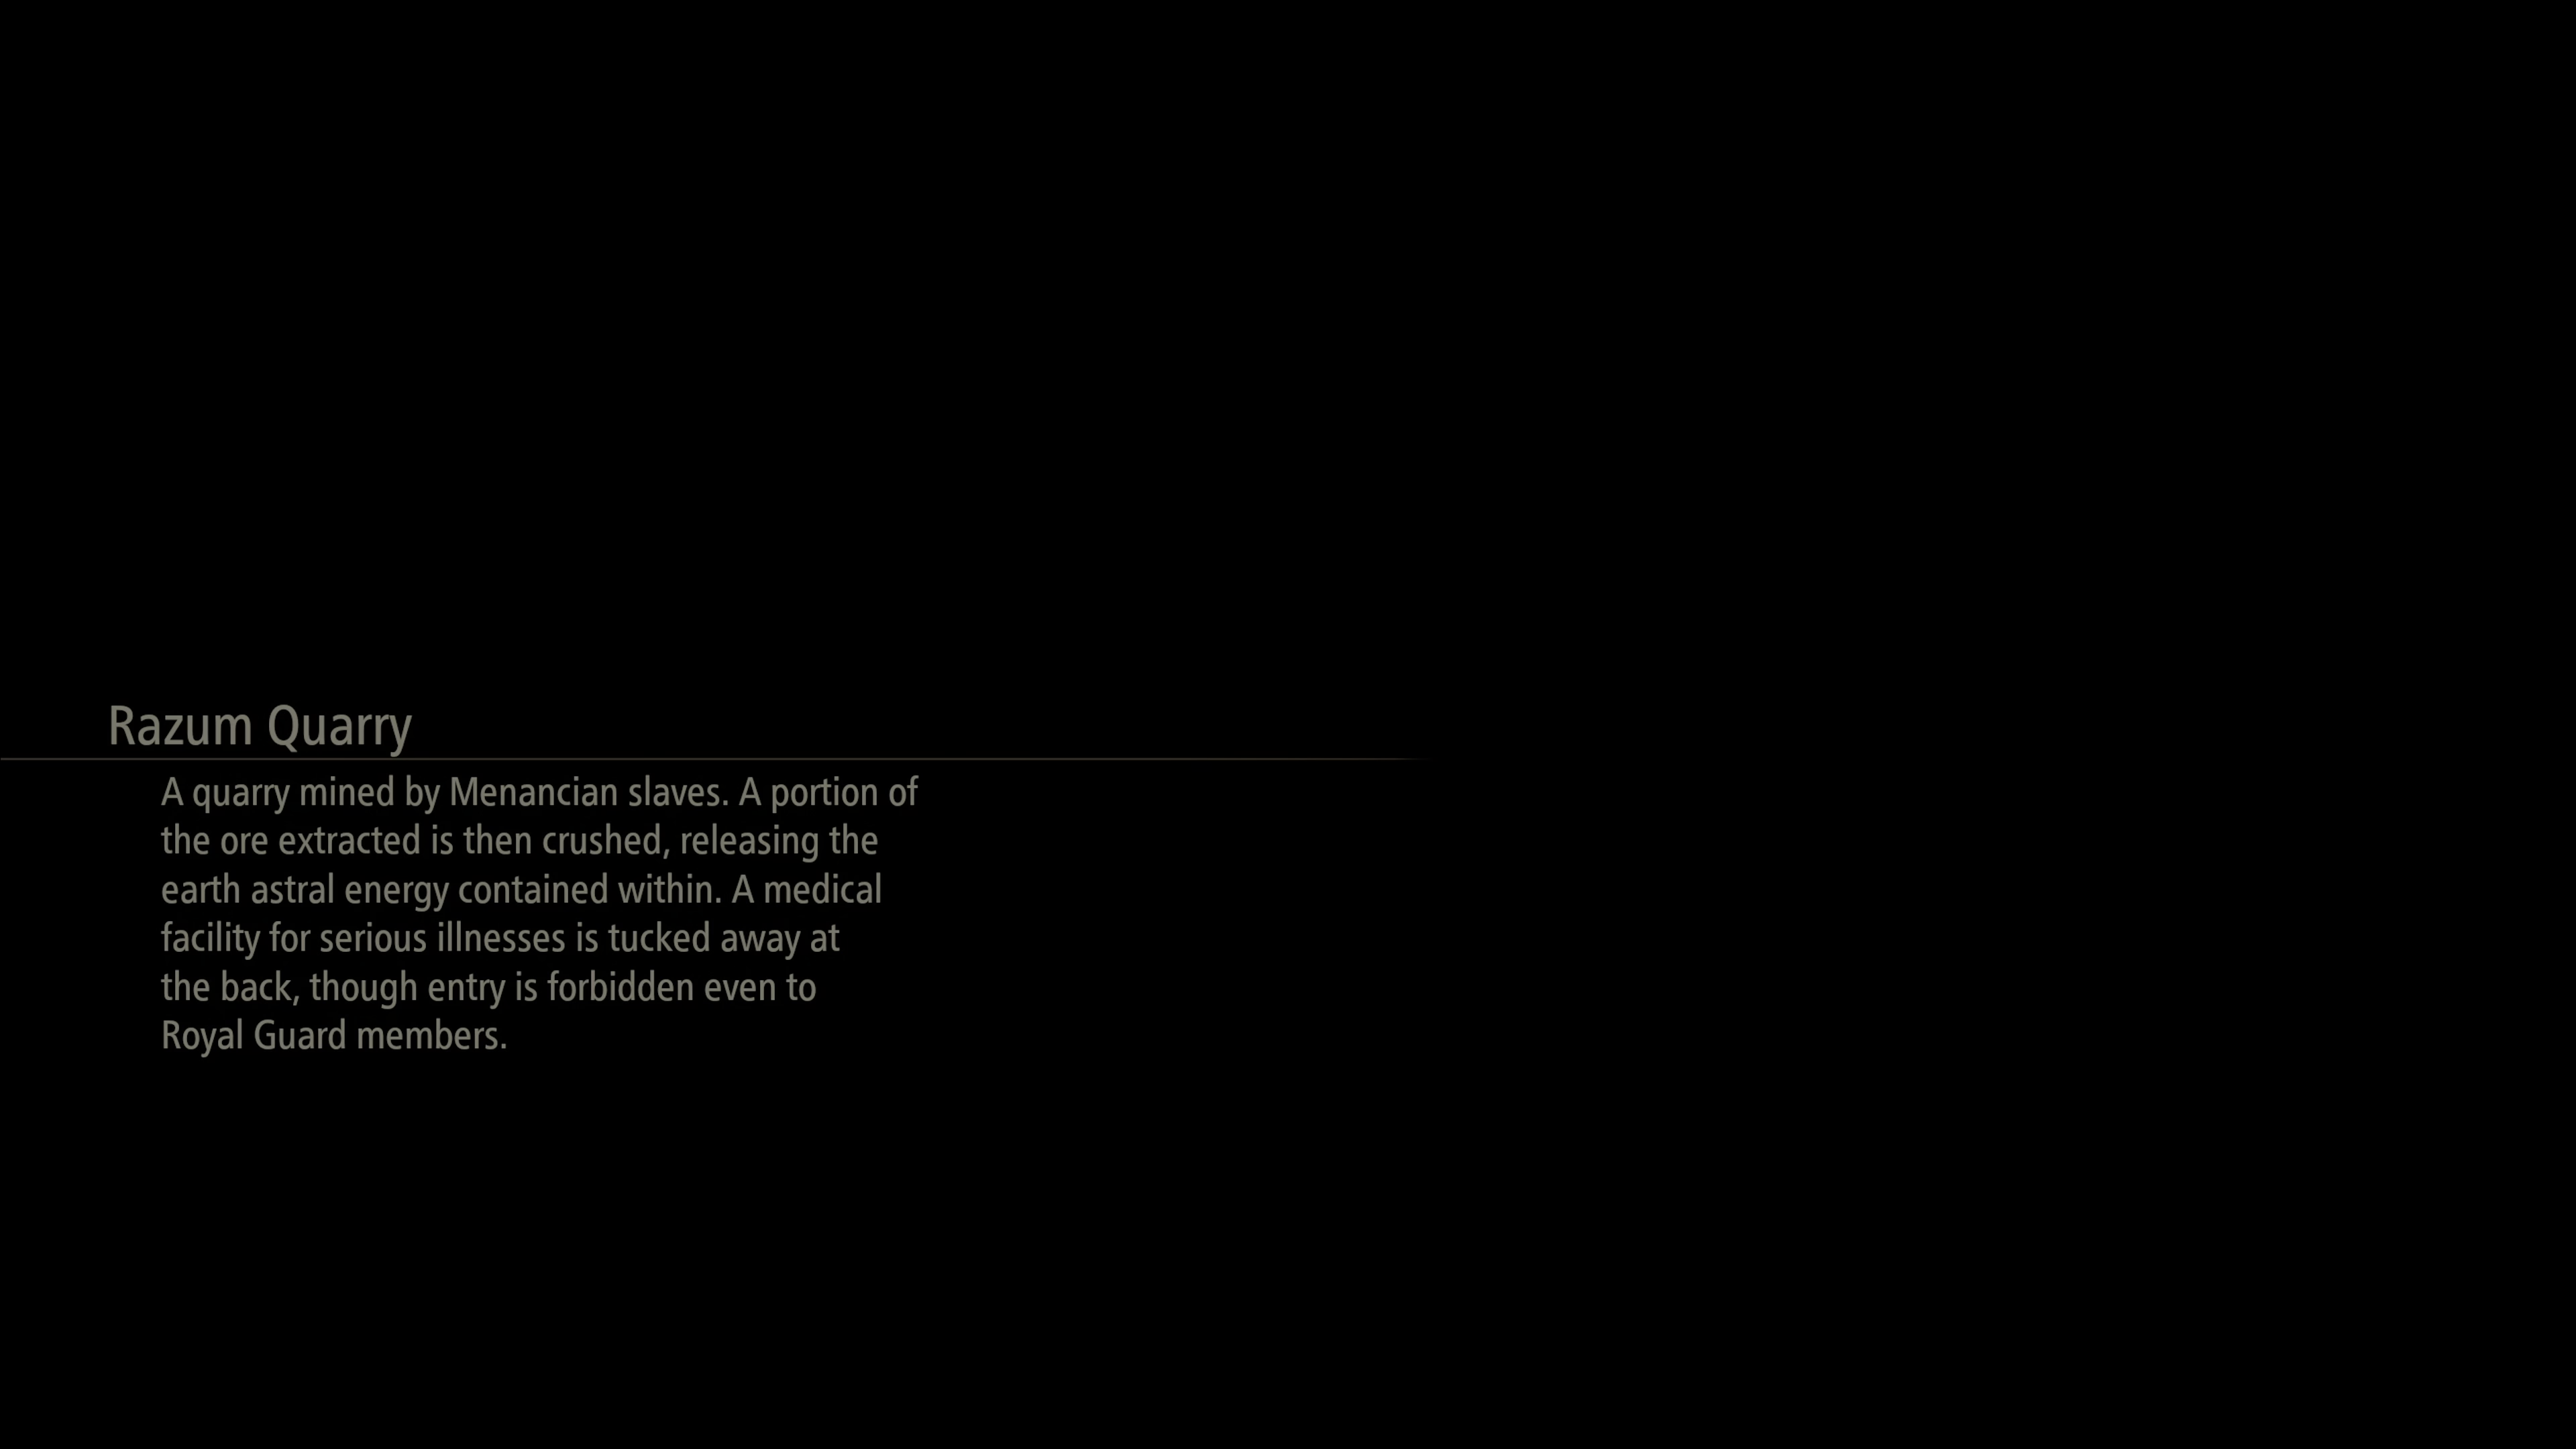 Razum Quarry
A quarry mined by Menancian slaves. A portion of
the ore extracted is then crushed, releasing the
earth astral energy contained within. A medical
facility for serious illnesses is tucked away at
the back, though entry is forbidden even to
Royal Guard members.